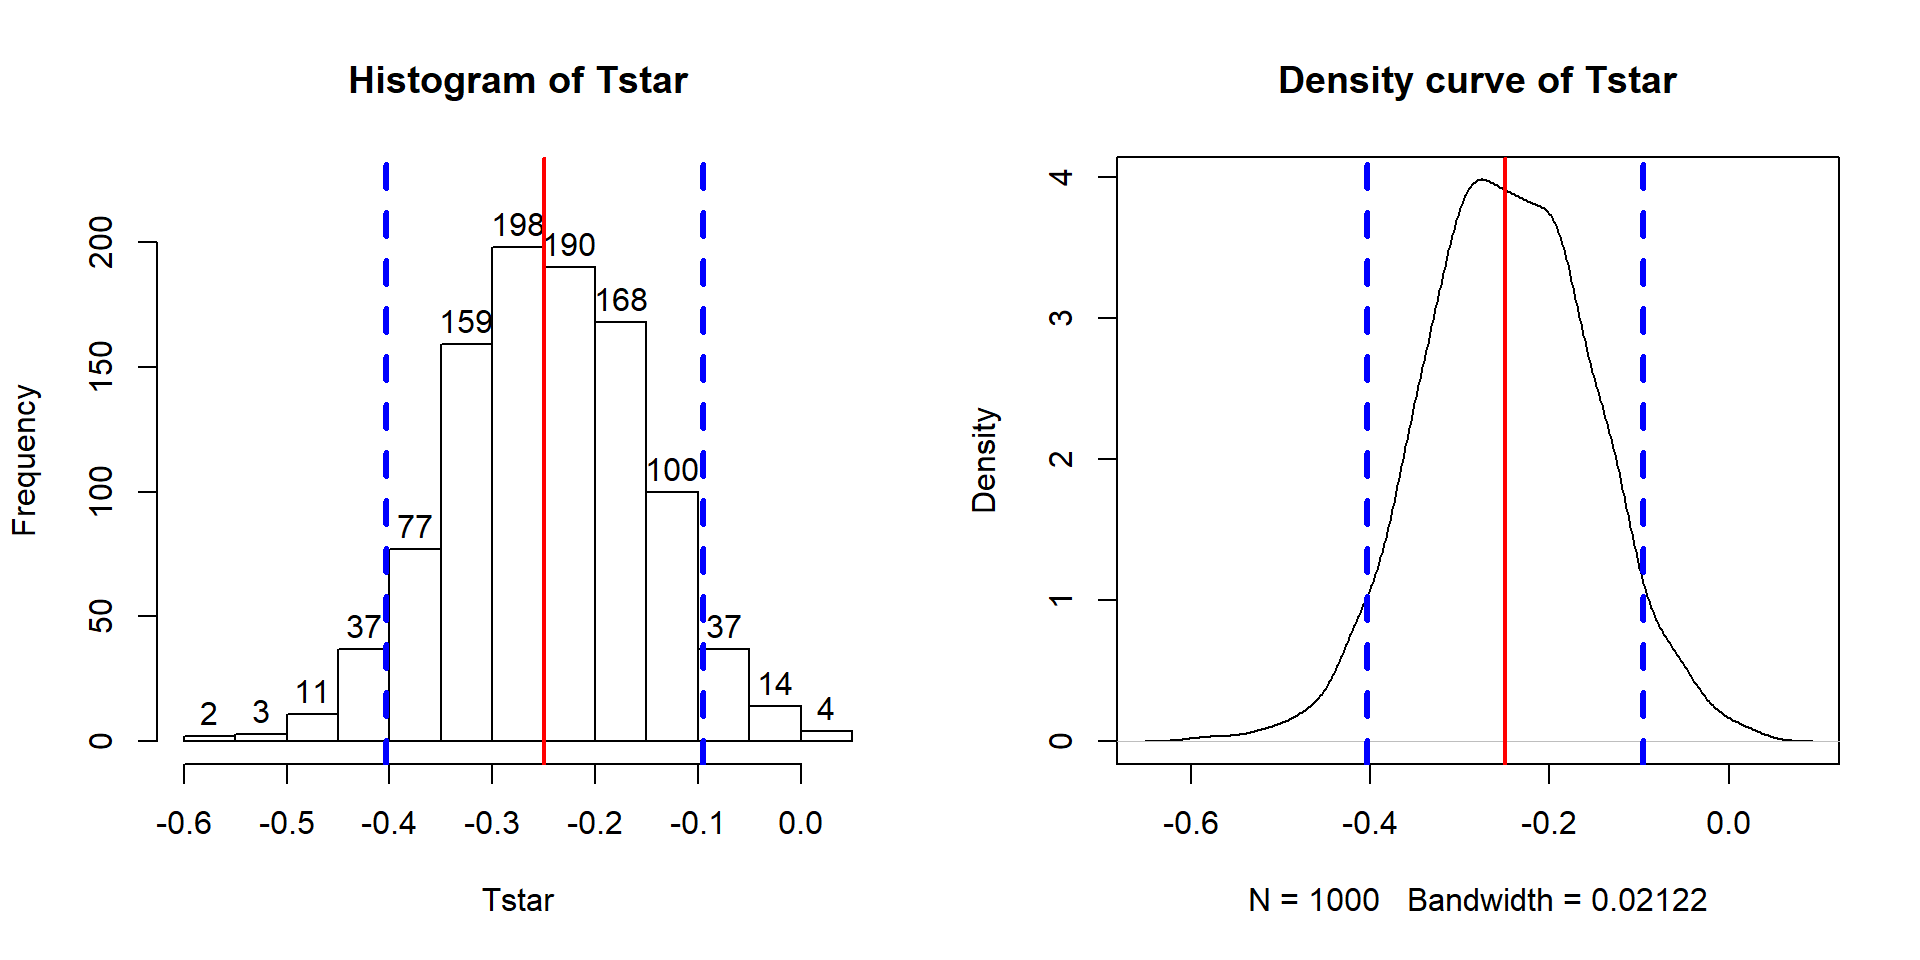 Histogram of Tstar
Frequency
200
150
100
50
0
2
3
11
37
77
159
198
190
168
100
37
14
4
-0.6 -0.5 -0.4 -0.3 -0.2 -0.1 0.0
Tstar
Density curve of Tstar
Density
4
3
2
1
0
-0.6 -0.4 -0.2 0.0
N = 1000 Bandwidth = 0.02122